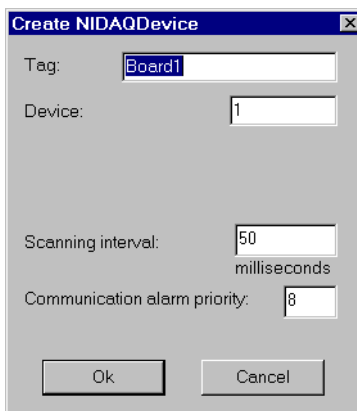 Create NIDAQDevice
Tag: Board1
Device: 1
Scanning interval: 50
milliseconds
Communication alarm priority: 8
Ok Cancel